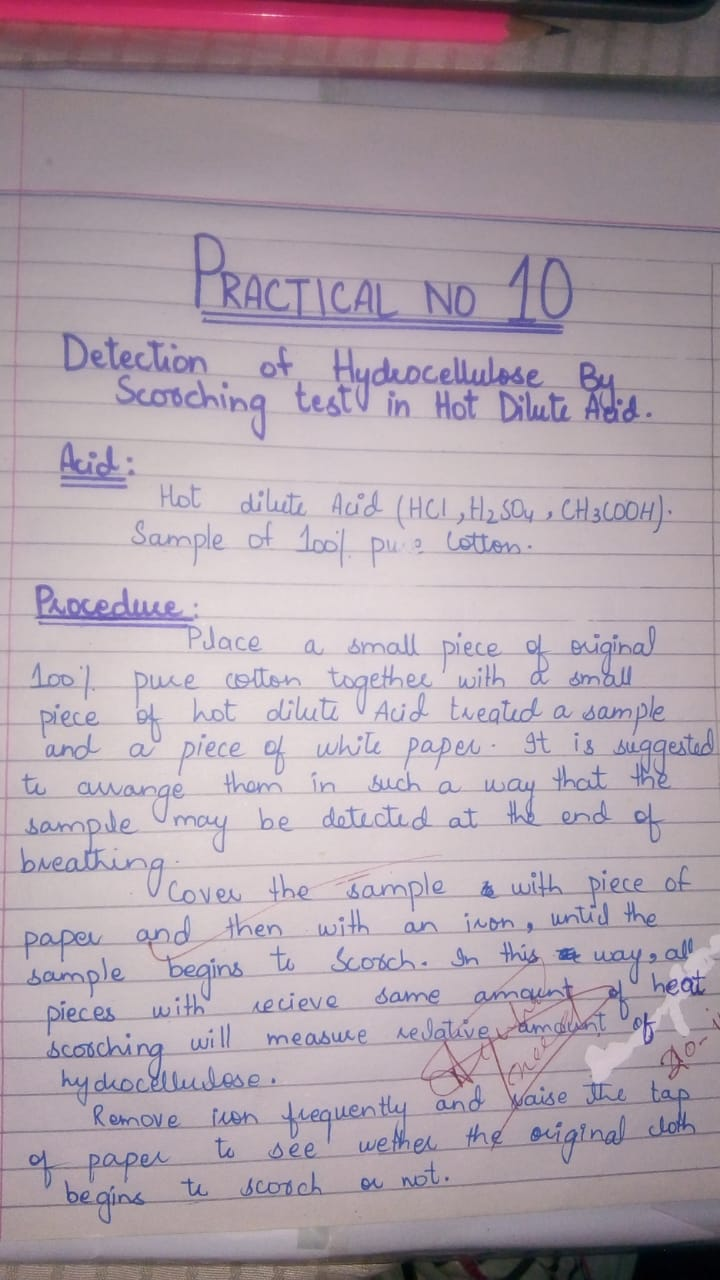 PRACTICAL NO 10
Detection of Hydrocellulose By
Scorching test in Hot Dilute Acid.
Acid:
Hot dilute Acid (HCl, H2SO4, CH3COOH).
Sample of 100% pure Cotton.
Procedure:
Place a small piece of original
100% pure cotton together with a small
piece of hot dilute Acid treated a sample
and a piece of white paper. It is suggested
to arrange them in such a way that the
sample may be detected at the end of
breathing.
Cover the sample with piece of
paper and then with an iron, until the
sample begins to Scorch. In this way, all
pieces with recieve same amount of heat
scorching will measure relative amount of
hydrocellulose.
Remove iron frequently and raise the tap
of paper to see wether the original cloth
begins to scorch or not.